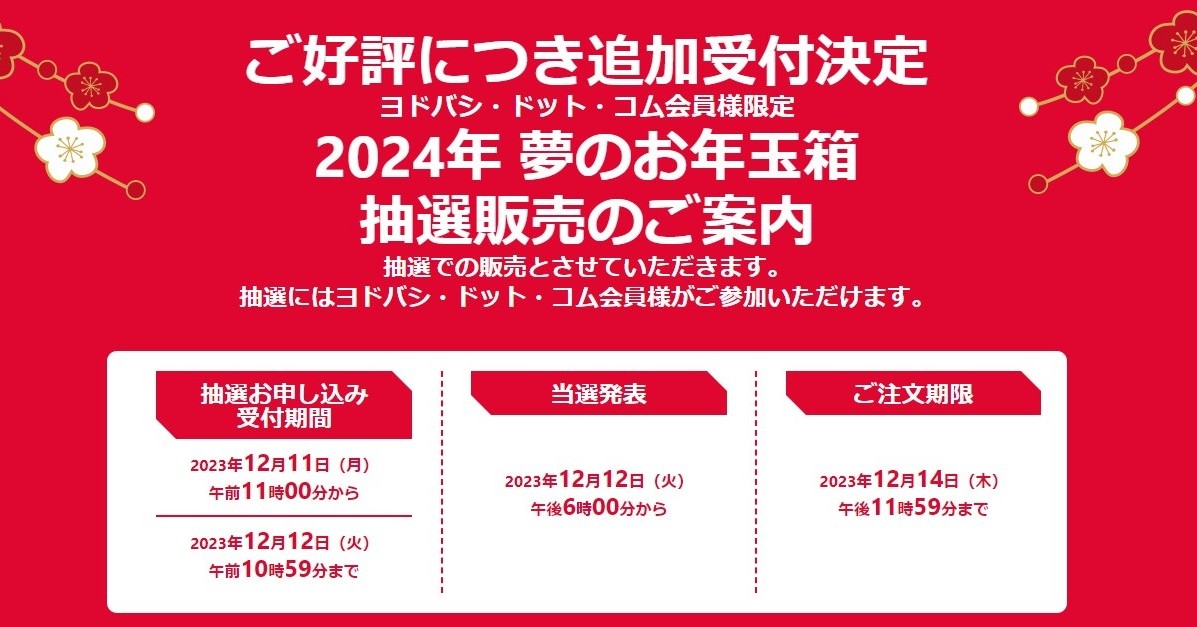 ご好評につき追加受付決定
ヨドバシ・ドット・コム会員様限定
2024年 夢のお年玉箱
抽選販売のご案内
抽選での販売とさせていただきます。
抽選にはヨドバシ・ドット・コム会員様がご参加いただけます。
抽選お申し込み
受付期間
2023年12月11日（月）
午前11時00分から
2023年12月12日（火）
午前10時59分まで
当選発表
2023年12月12日（火）
午後6時00分から
ご注文期限
2023年12月14日（木）
午後11時59分まで